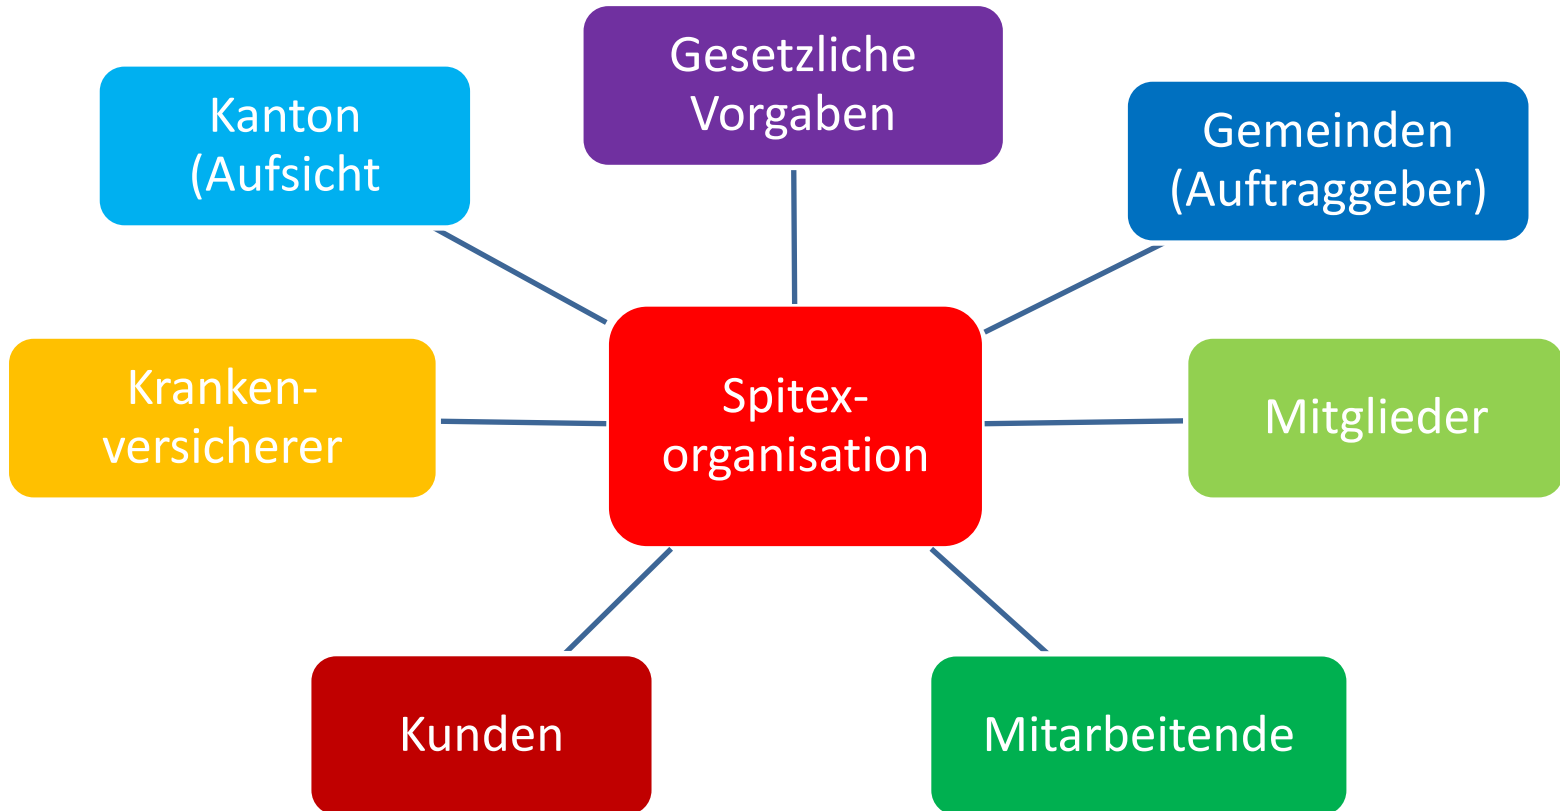 Gesetzliche
Vorgaben
Kanton
(Aufsicht
Gemeinden
(Auftraggeber)
Kranken-
versicherer
Spitex-
organisation
Mitglieder
Kunden
Mitarbeitende